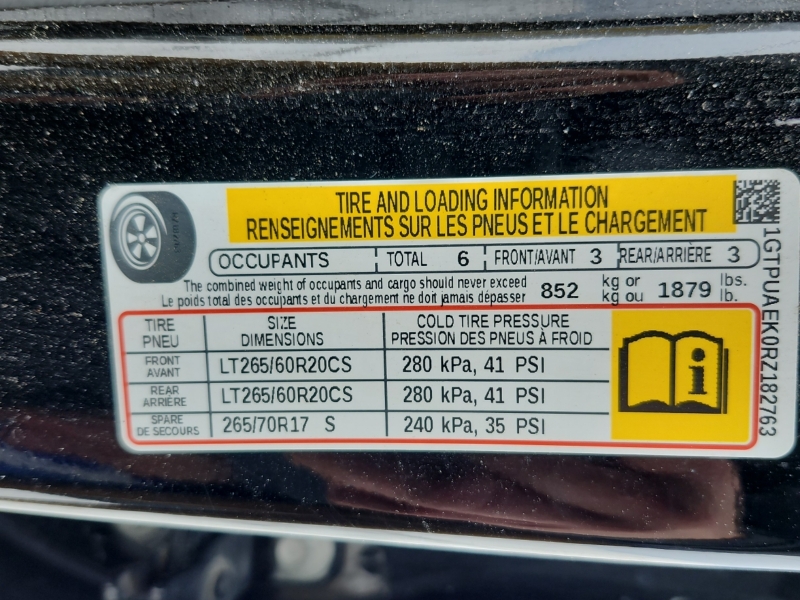 TIRE AND LOADING INFORMATION
RENSEIGNEMENTS SUR LES PNEUS ET LE CHARGEMENT
OCCUPANTS TOTAL 6 FRONT/AVANT 3 REAR/ARRIÈRE 3
The combined weight of occupants and cargo should never exceed
Le poids total des occupants et du chargement ne doit jamais dépasser
852 kg or kg ou 1879 lbs. lb.
TIRE PNEU SIZE DIMENSIONS COLD TIRE PRESSURE PRESSION DES PNEUS À FROID
FRONT AVANT LT265/60R20CS 280 kPa, 41 PSI
REAR ARRIÈRE LT265/60R20CS 280 kPa, 41 PSI
SPARE DE SECOURS 265/70R17 S 240 kPa, 35 PSI
1GTPUAEK0RZ182763